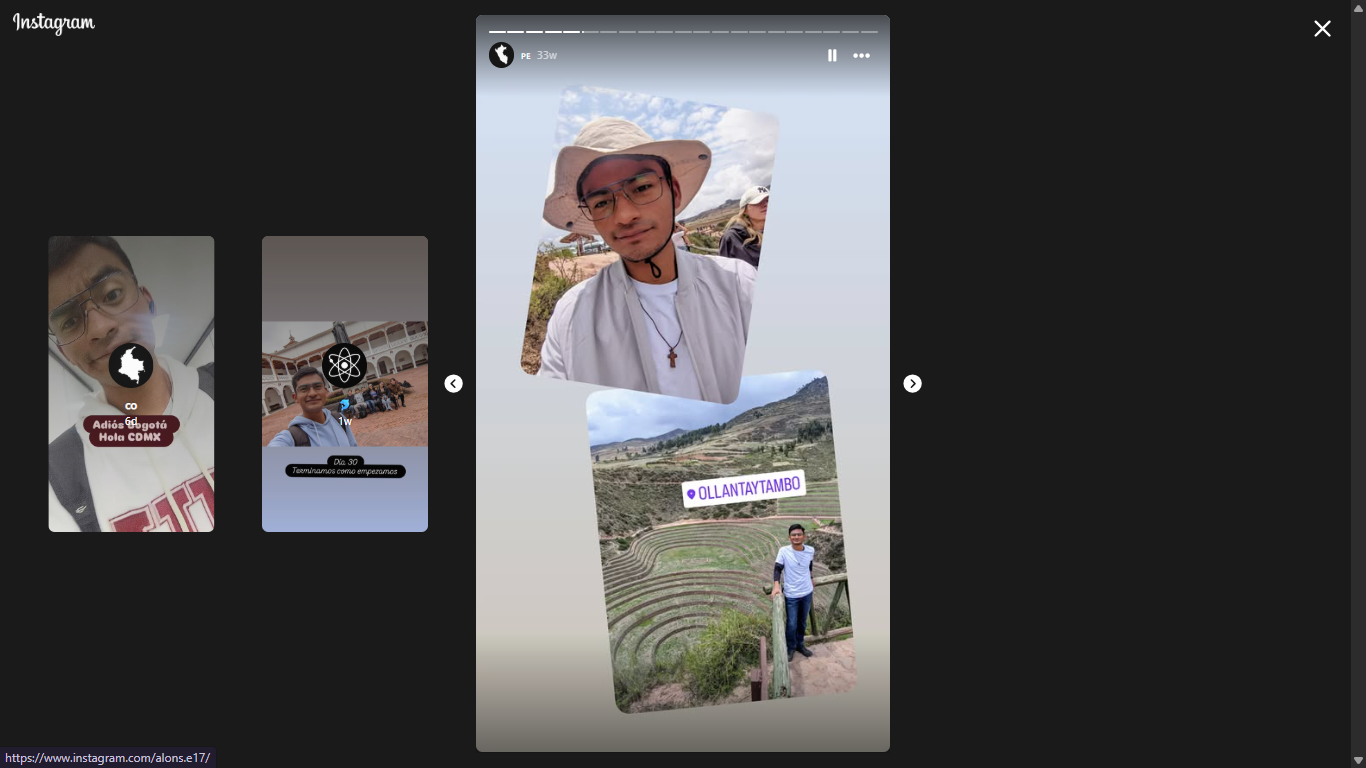 Instagram
PE 33w
CO
6d
Adiós Bogotá
Hola CDMX
1w
Día 30
Terminamos como empezamos
OLLANTAYTAMBO
https://www.instagram.com/alons.e17/